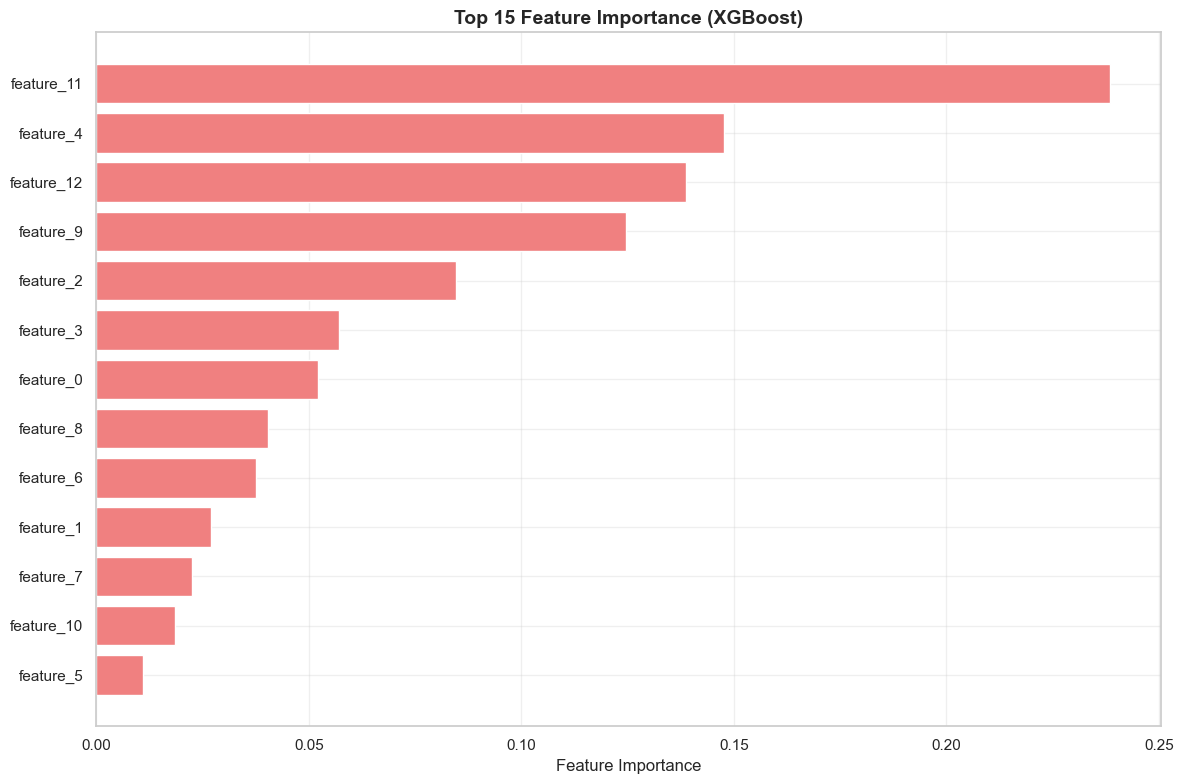 Top 15 Feature Importance (XGBoost)
feature_11
feature_4
feature_12
feature_9
feature_2
feature_3
feature_0
feature_8
feature_6
feature_1
feature_7
feature_10
feature_5
0.00 0.05 0.10 0.15 0.20 0.25
Feature Importance